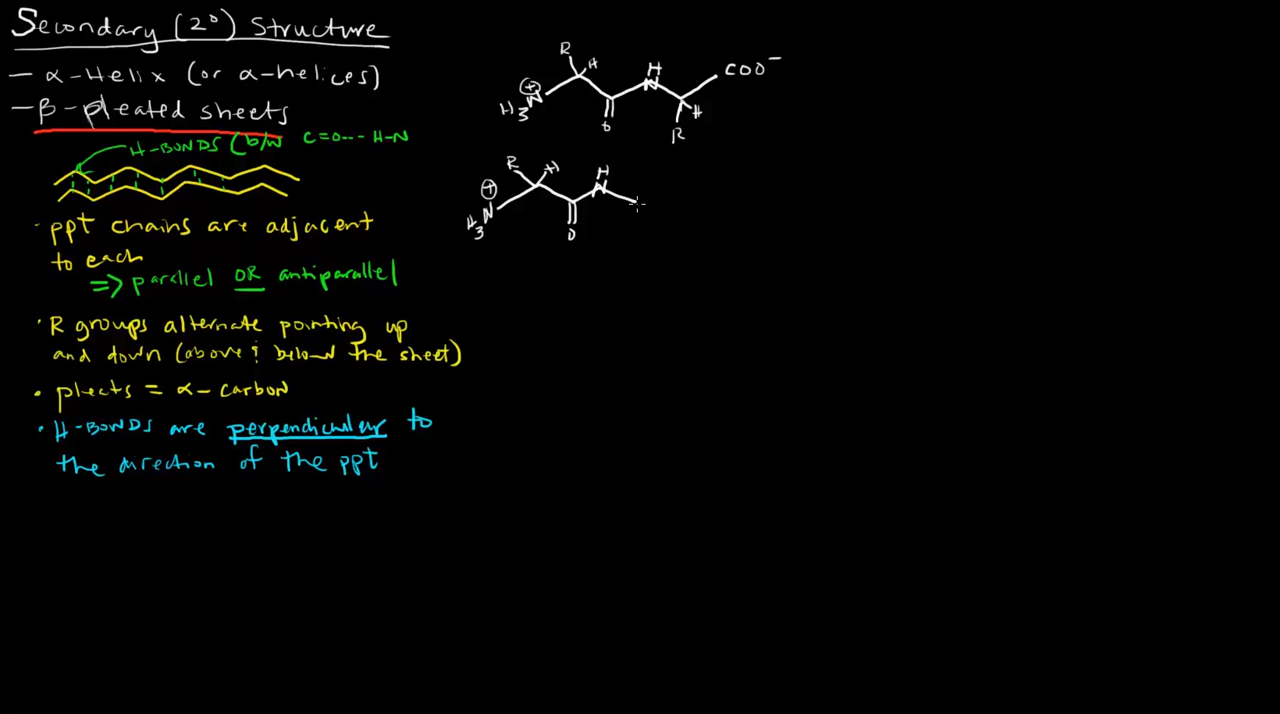 Secondary (2°) Structure
- α-Helix (or α-helices)
- β-pleated sheets
H-BONDS (b/w C=O--- H-N
· ppt chains are adjacent
to each
=> parallel OR antiparallel
· R groups alternate pointing up
and down (above & below the sheet)
· plects = α-carbon
· H-BONDS are perpendicular to
the direction of the ppt
R H H COO⁻
⊕
H₃N N
O H
R
R H H
⊕
H₃N N
O